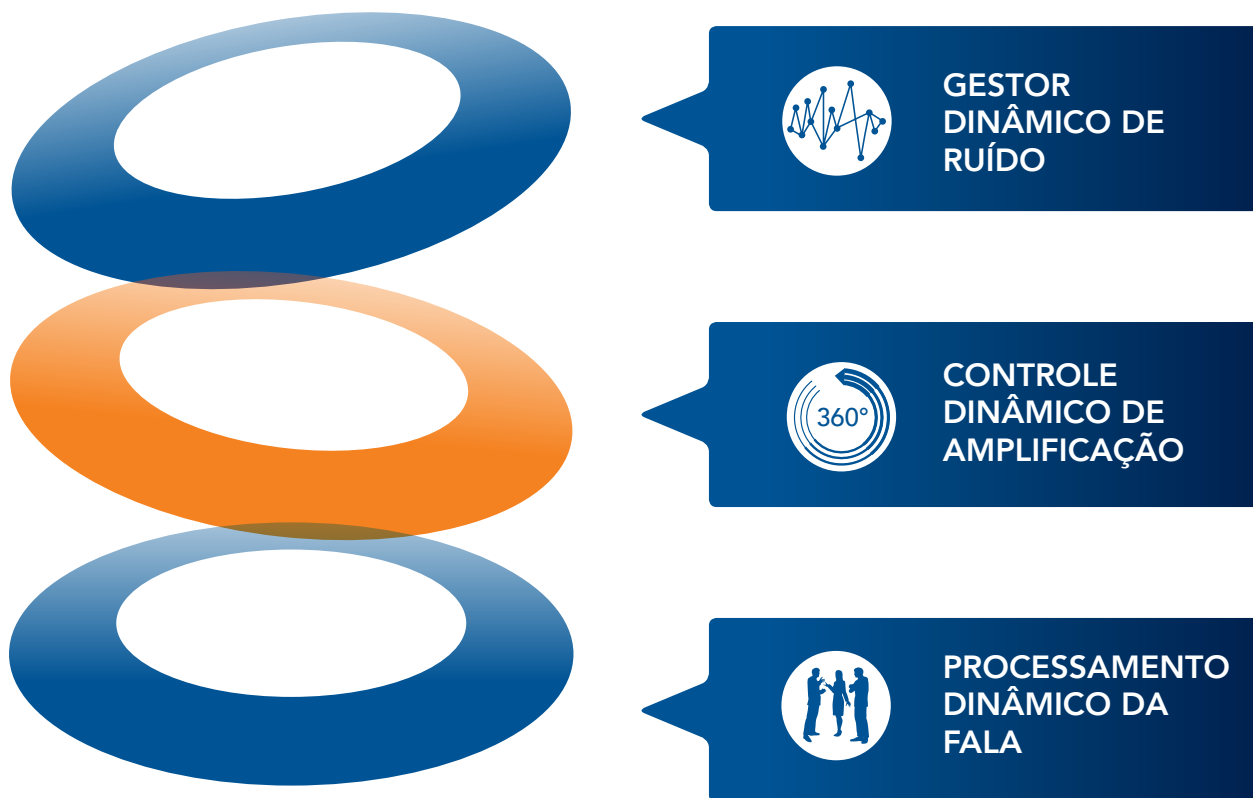 GESTOR
DINÂMICO DE
RUÍDO
360°
CONTROLE
DINÂMICO DE
AMPLIFICAÇÃO
PROCESSAMENTO
DINÂMICO DA
FALA